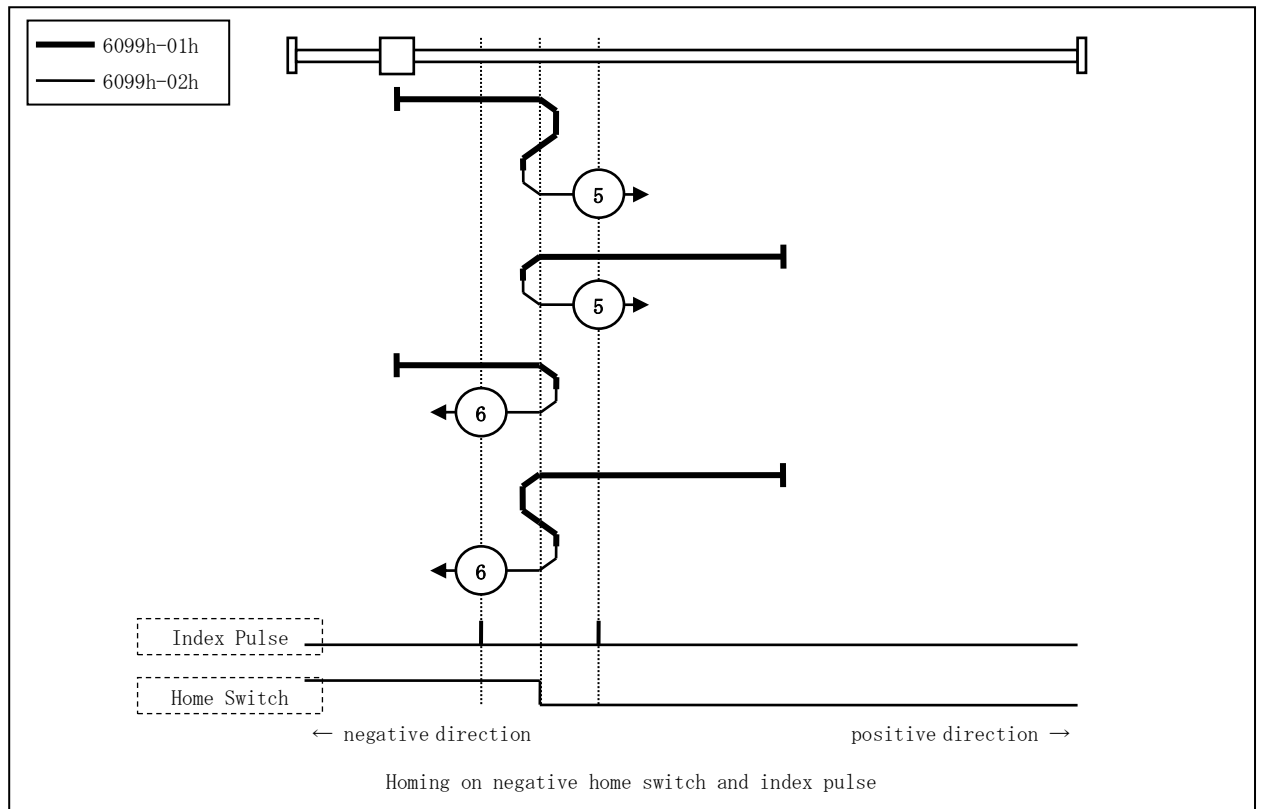 6099h-01h
6099h-02h
5
5
6
6
Index Pulse
Home Switch
← negative direction
positive direction →
Homing on negative home switch and index pulse